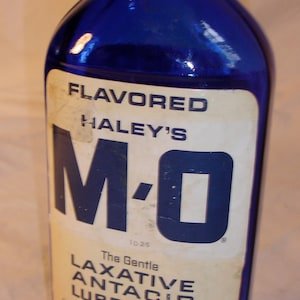 FLAVORED
HALEY'S
M-O®
The Gentle
LAXATIVE
ANTACID